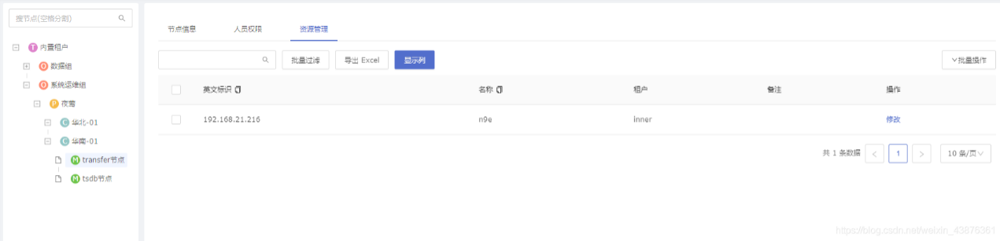 搜节点(空格分割)
T 内置租户
O 数据组
O 系统运维组
P 夜莺
C 华北-01
C 华南-01
M transfer节点
M tsdb节点
节点信息 人员权限 资源管理
批量过滤 导出 Excel 显示列 批量操作
英文标识 名称 租户 备注 操作
192.168.21.216 n9e inner 修改
共 1 条数据 < 1 > 10 条/页
https://blog.csdn.net/weixin_43876361